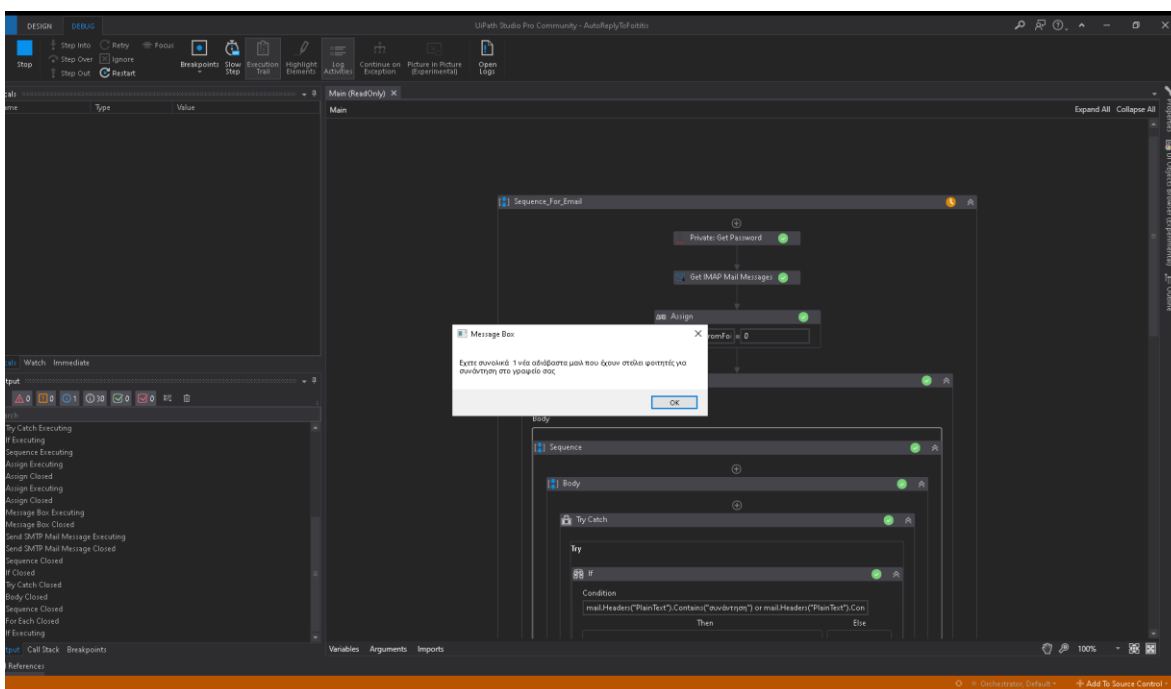 DESIGN DEBUG UiPath Studio Pro Community - AutoReplyToFoititis
Step Into Retry Focus
Step Over Ignore
Step Out Restart
Stop Breakpoints Slow Step Execution Trail Highlight Elements Log Activities Continue on Exception Picture in Picture (Experimental) Open Logs
Main (ReadOnly)
Type Value
Main Expand All Collapse All
Properties
UI Objects Browser (Experimental)
Outline
Sequence_For_Email
Private: Get Password
Get IMAP Mail Messages
Assign
= 0
Message Box
Εχετε συνολικά 1 νέα αδιάβαστα μαιλ που έχουν στείλει φοιτητές για
συνάντηση στο γραφείο σας
OK
Body
Sequence
Body
Try Catch
Try
If
Condition
mail.Headers("PlainText").Contains("συνάντηση") or mail.Headers("PlainText").Con
Then Else
Watch Immediate
0 0 1 30 0 0
Try Catch Executing
If Executing
Sequence Executing
Assign Executing
Assign Closed
Assign Executing
Assign Closed
Message Box Executing
Message Box Closed
Send SMTP Mail Message Executing
Send SMTP Mail Message Closed
Sequence Closed
If Closed
Try Catch Closed
Body Closed
Sequence Closed
For Each Closed
If Executing
Call Stack Breakpoints
Variables Arguments Imports 100%
References
Orchestrator: Default Add To Source Control